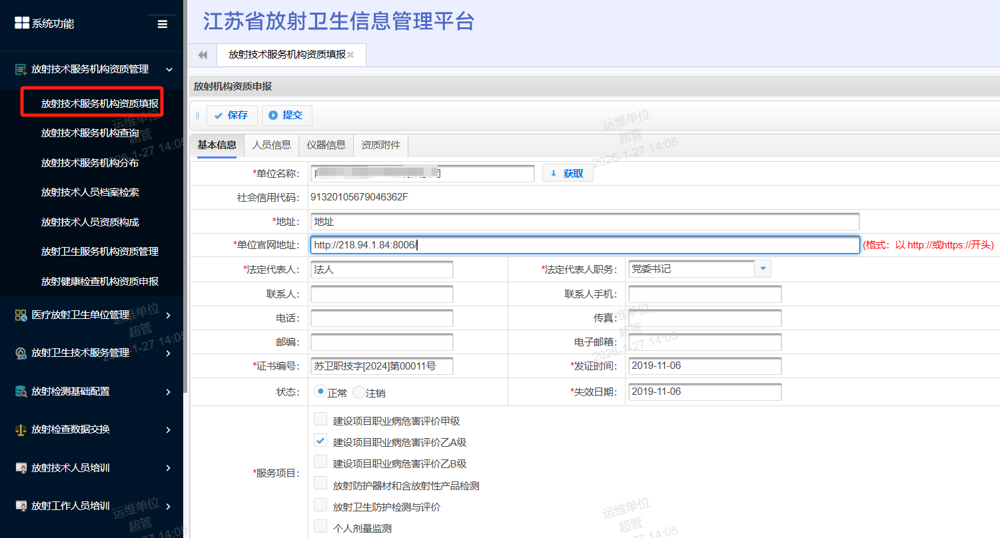 系统功能
放射技术服务机构资质管理
放射技术服务机构资质填报
放射技术服务机构查询
放射技术服务机构分布
放射技术人员档案检索
放射技术人员资质构成
放射卫生服务机构资质管理
放射健康检查机构资质申报
医疗放射卫生单位管理
放射卫生技术服务管理
放射检测基础配置
放射检查数据交换
放射技术人员培训
放射工作人员培训
江苏省放射卫生信息管理平台
放射技术服务机构资质填报
放射机构资质申报
保存 提交
基本信息 人员信息 仪器信息 资质附件
*单位名称: 获取
社会信用代码: 91320105679046362F
*地址: 地址
*单位官网地址: http://218.94.1.84:8006/ (格式：以 http://或https://开头)
*法定代表人: 法人 *法定代表人职务: 党委书记
联系人: 联系人手机:
电话: 传真:
邮编: 电子邮箱:
*证书编号: 苏卫职技字[2024]第00011号 *发证时间: 2019-11-06
状态: 正常 注销 *失效日期: 2019-11-06
*服务项目:
建设项目职业病危害评价甲级
建设项目职业病危害评价乙A级
建设项目职业病危害评价乙B级
放射防护器材和含放射性产品检测
放射卫生防护检测与评价
个人剂量监测
运维单位
超管
2026-1-27 14:05